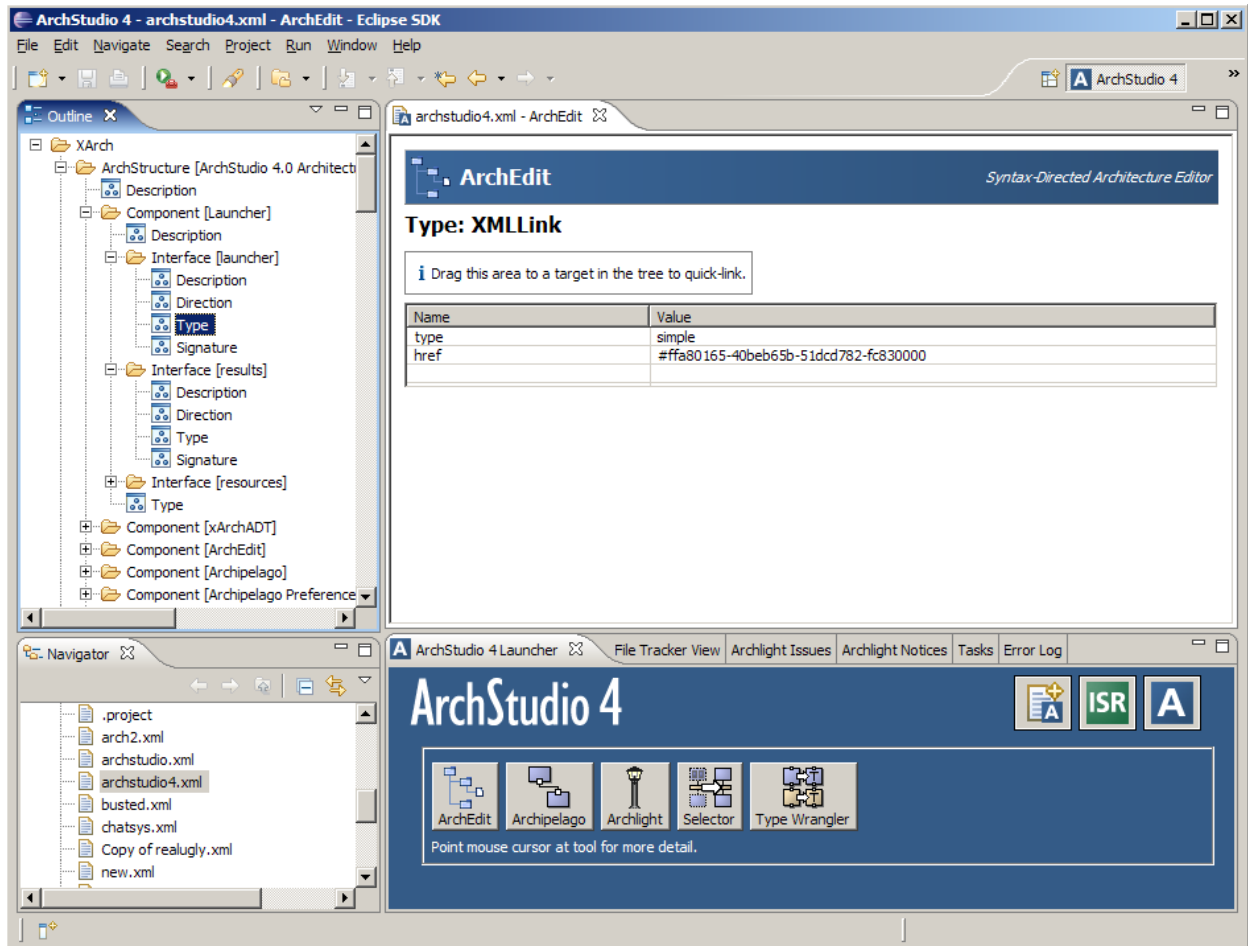 ArchStudio 4 - archstudio4.xml - ArchEdit - Eclipse SDK
File Edit Navigate Search Project Run Window Help
ArchStudio 4
Outline
XArch
ArchStructure [ArchStudio 4.0 Architect
Description
Component [Launcher]
Description
Interface [launcher]
Description
Direction
Type
Signature
Interface [results]
Description
Direction
Type
Signature
Interface [resources]
Type
Component [xArchADT]
Component [ArchEdit]
Component [Archipelago]
Component [Archipelago Preference
archstudio4.xml - ArchEdit
ArchEdit
Syntax-Directed Architecture Editor
Type: XMLLink
i Drag this area to a target in the tree to quick-link.
Name Value
type simple
href #ffa80165-40beb65b-51dcd782-fc830000
Navigator
.project
arch2.xml
archstudio.xml
archstudio4.xml
busted.xml
chatsys.xml
Copy of realugly.xml
new.xml
A ArchStudio 4 Launcher File Tracker View Archlight Issues Archlight Notices Tasks Error Log
ArchStudio 4
A ISR A
ArchEdit Archipelago Archlight Selector Type Wrangler
Point mouse cursor at tool for more detail.